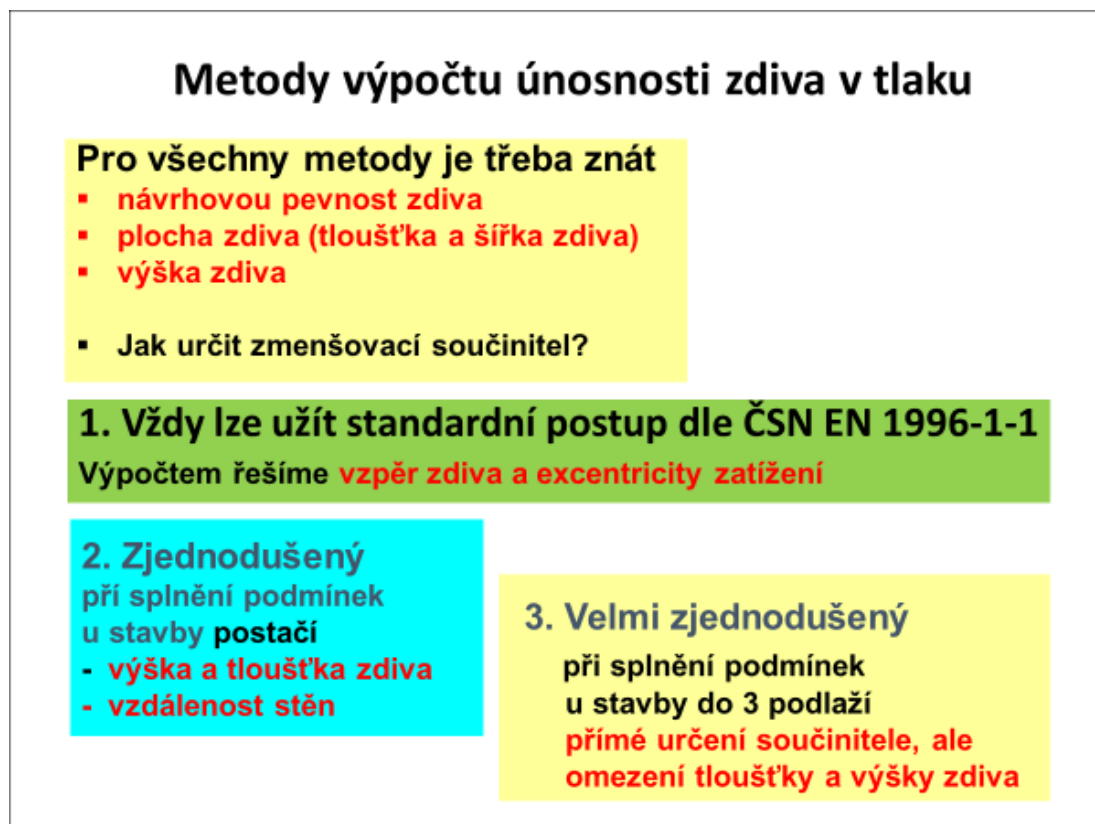 Metody výpočtu únosnosti zdiva v tlaku
Pro všechny metody je třeba znát
▪ návrhovou pevnost zdiva
▪ plocha zdiva (tloušťka a šířka zdiva)
▪ výška zdiva
▪ Jak určit zmenšovací součinitel?
1. Vždy lze užít standardní postup dle ČSN EN 1996-1-1
Výpočtem řešíme vzpěr zdiva a excentricity zatížení
2. Zjednodušený
pří splnění podmínek
u stavby postačí
- výška a tloušťka zdiva
- vzdálenost stěn
3. Velmi zjednodušený
při splnění podmínek
u stavby do 3 podlaží
přímé určení součinitele, ale
omezení tloušťky a výšky zdiva